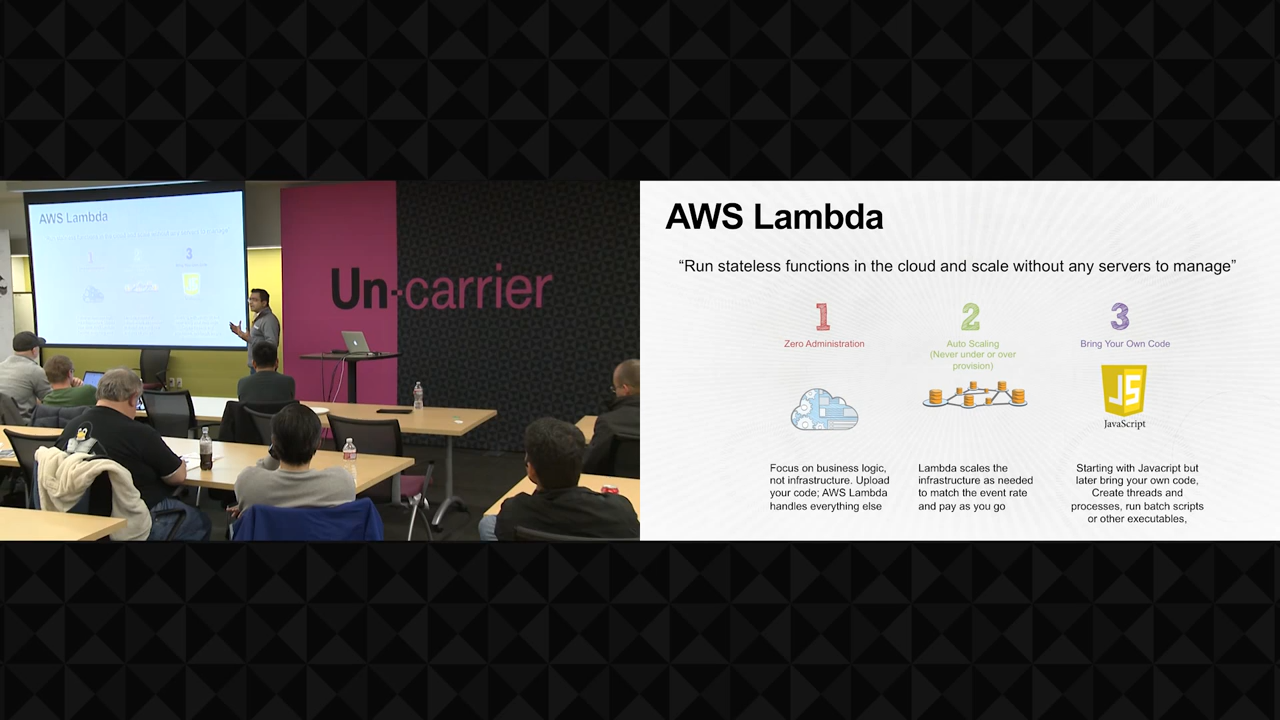 AWS Lambda
1
2
3
Un-carrier
AWS Lambda
“Run stateless functions in the cloud and scale without any servers to manage”
1
2
3
Zero Administration
Auto Scaling
(Never under or over
provision)
Bring Your Own Code
JS
JavaScript
Focus on business logic,
not infrastructure. Upload
your code; AWS Lambda
handles everything else
Lambda scales the
infrastructure as needed
to match the event rate
and pay as you go
Starting with Javacript but
later bring your own code,
Create threads and
processes, run batch scripts
or other executables,